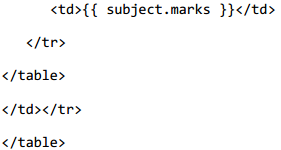 <td>{{ subject.marks }}</td>
</tr>
</table>
</td></tr>
</table>